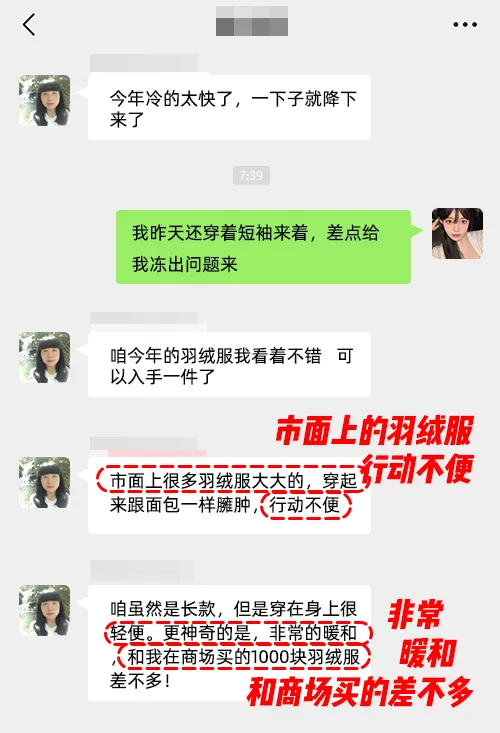 今年冷的太快了，一下子就降下
来了
7:39
我昨天还穿着短袖来着，差点给
我冻出问题来
咱今年的羽绒服我看着不错 可
以入手一件了
市面上的羽绒服
行动不便
市面上很多羽绒服大大的，穿起
来跟面包一样臃肿，行动不便
咱虽然是长款，但是穿在身上很
轻便。更神奇的是，非常的暖和
，和我在商场买的1000块羽绒服
差不多！
非常
暖和
和商场买的差不多